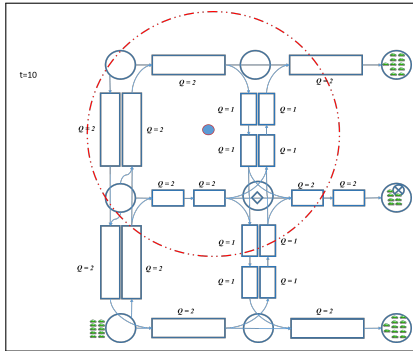 t=10
Q = 2
Q = 2
Q = 1
Q = 1
Q = 2
Q = 2
Q = 1
Q = 1
Q = 2
Q = 2
Q = 2
Q = 2
Q = 1
Q = 1
Q = 2
Q = 2
Q = 1
Q = 1
Q = 2
Q = 2